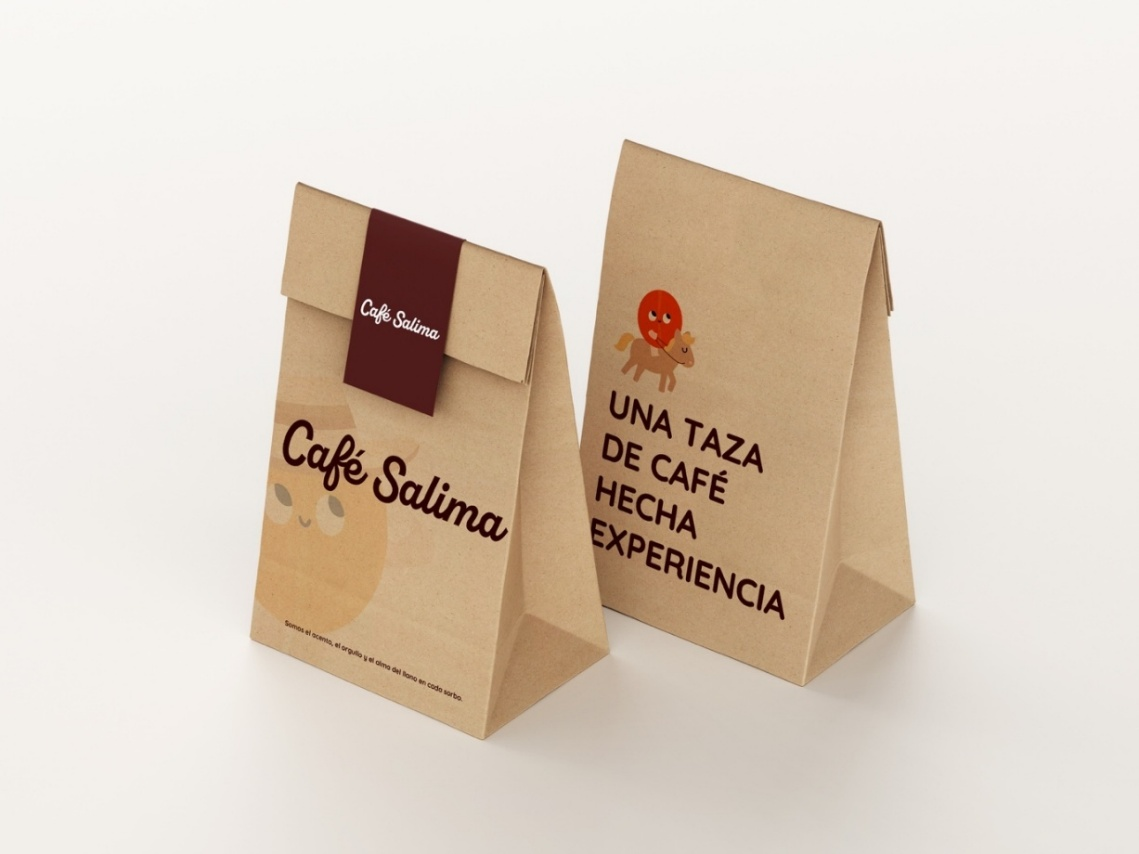 Café Salima
Café Salima
Somos el acento, el orgullo y el alma del llano en cada sorbo.
UNA TAZA
DE CAFÉ
HECHA
EXPERIENCIA